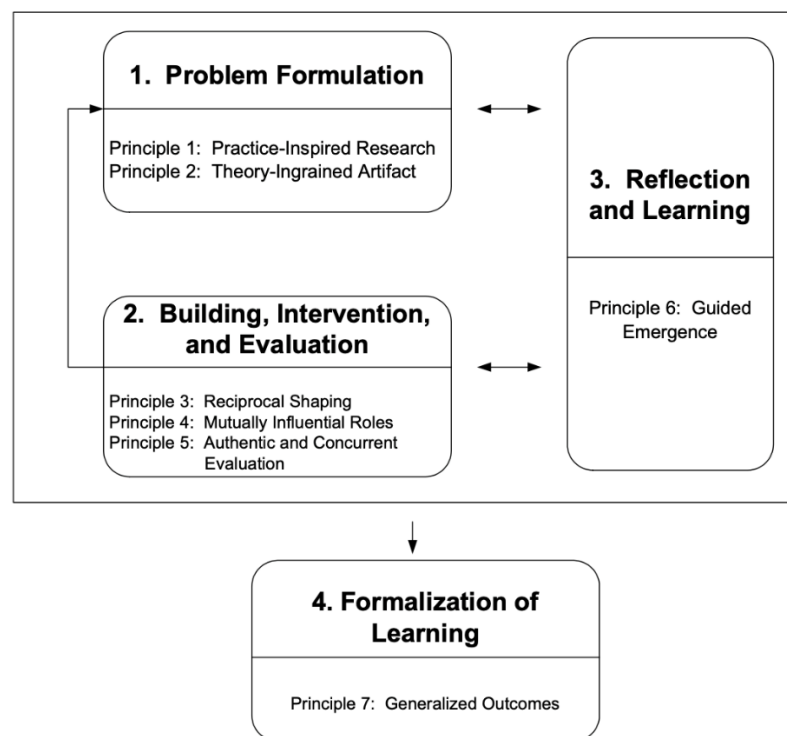 1. Problem Formulation
Principle 1: Practice-Inspired Research
Principle 2: Theory-Ingrained Artifact
2. Building, Intervention,
and Evaluation
Principle 3: Reciprocal Shaping
Principle 4: Mutually Influential Roles
Principle 5: Authentic and Concurrent
Evaluation
3. Reflection
and Learning
Principle 6: Guided
Emergence
4. Formalization of
Learning
Principle 7: Generalized Outcomes